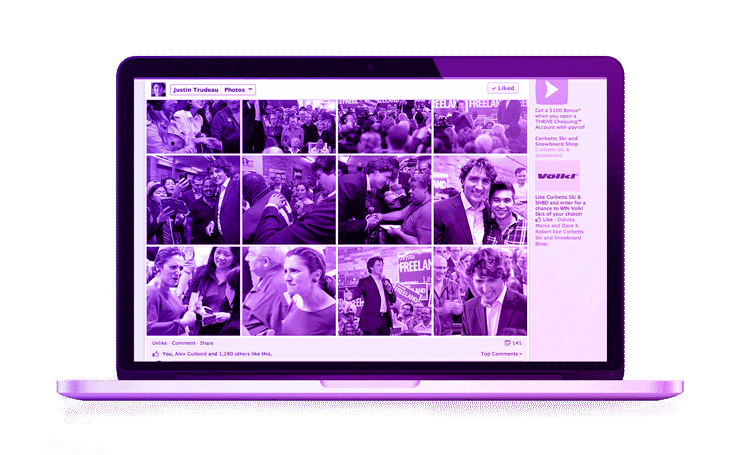 Justin Trudeau Photos
✓ Liked
Get a $100 Bonus*
when you open a
THRIVE Chequing™
Account with payroll
Corbetts Ski and
Snowboard Shop
Corbetts Ski &
Snowboard
Völkl
Like Corbetts Ski &
SNBD and enter for a
chance to WIN Volkl
Skis of your choice!
Like · Dakota
Marks and Dave X.
Robert like Corbetts
Ski and Snowboard
Shop.
FREELAND
FREELAND
FREELAND
Unlike · Comment · Share
141
You, Alex Guibord and 1,280 others like this.
Top Comments